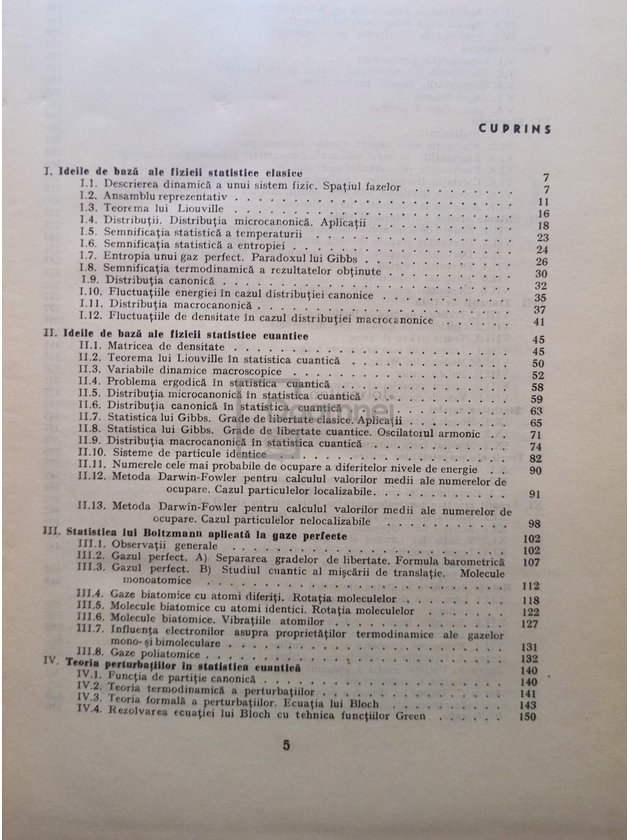 CUPRINS
I. Ideile de bază ale fizicii statistice clasice . . . 7
I.1. Descrierea dinamică a unui sistem fizic. Spațiul fazelor . . . 7
I.2. Ansamblu reprezentativ . . . 11
I.3. Teorema lui Liouville . . . 16
I.4. Distribuții. Distribuția microcanonică. Aplicații . . . 18
I.5. Semnificația statistică a temperaturii . . . 23
I.6. Semnificația statistică a entropiei . . . 24
I.7. Entropia unui gaz perfect. Paradoxul lui Gibbs . . . 26
I.8. Semnificația termodinamică a rezultatelor obținute . . . 30
I.9. Distribuția canonică . . . 32
I.10. Fluctuațiile energiei în cazul distribuției canonice . . . 35
I.11. Distribuția macrocanonică . . . 37
I.12. Fluctuațiile de densitate în cazul distribuției macrocanonice . . . 41
II. Ideile de bază ale fizicii statistice cuantice . . . 45
II.1. Matricea de densitate . . . 45
II.2. Teorema lui Liouville în statistica cuantică . . . 50
II.3. Variabile dinamice macroscopice . . . 52
II.4. Problema ergodică în statistica cuantică . . . 58
II.5. Distribuția microcanonică în statistica cuantică . . . 59
II.6. Distribuția canonică în statistica cuantică . . . 63
II.7. Statistica lui Gibbs. Grade de libertate clasice. Aplicații . . . 65
II.8. Statistica lui Gibbs. Grade de libertate cuantice. Oscilatorul armonic . . . 71
II.9. Distribuția macrocanonică în statistica cuantică . . . 74
II.10. Sisteme de particule identice . . . 82
II.11. Numerele cele mai probabile de ocupare a diferitelor nivele de energie . . . 90
II.12. Metoda Darwin-Fowler pentru calculul valorilor medii ale numerelor de
ocupare. Cazul particulelor localizabile . . . 91
II.13. Metoda Darwin-Fowler pentru calculul valorilor medii ale numerelor de
ocupare. Cazul particulelor nelocalizabile . . . 98
III. Statistica lui Boltzmann aplicată la gaze perfecte . . . 102
III.1. Observații generale . . . 102
III.2. Gazul perfect. A) Separarea gradelor de libertate. Formula barometrică 107
III.3. Gazul perfect. B) Studiul cuantic al mișcării de translație. Molecule
monoatomice . . . 112
III.4. Gaze biatomice cu atomi diferiți. Rotația moleculelor . . . 118
III.5. Molecule biatomice cu atomi identici. Rotația moleculelor . . . 122
III.6. Molecule biatomice. Vibrațiile atomilor . . . 127
III.7. Influența electronilor asupra proprietăților termodinamice ale gazelor
mono- și bimoleculare . . . 131
III.8. Gaze poliatomice . . . 132
IV. Teoria perturbațiilor în statistica cuantică . . . 140
IV.1. Funcția de partiție canonică . . . 140
IV.2. Teoria termodinamică a perturbațiilor . . . 141
IV.3. Teoria formală a perturbațiilor. Ecuația lui Bloch . . . 143
IV.4. Rezolvarea ecuației lui Bloch cu tehnica funcțiilor Green . . . 150
5